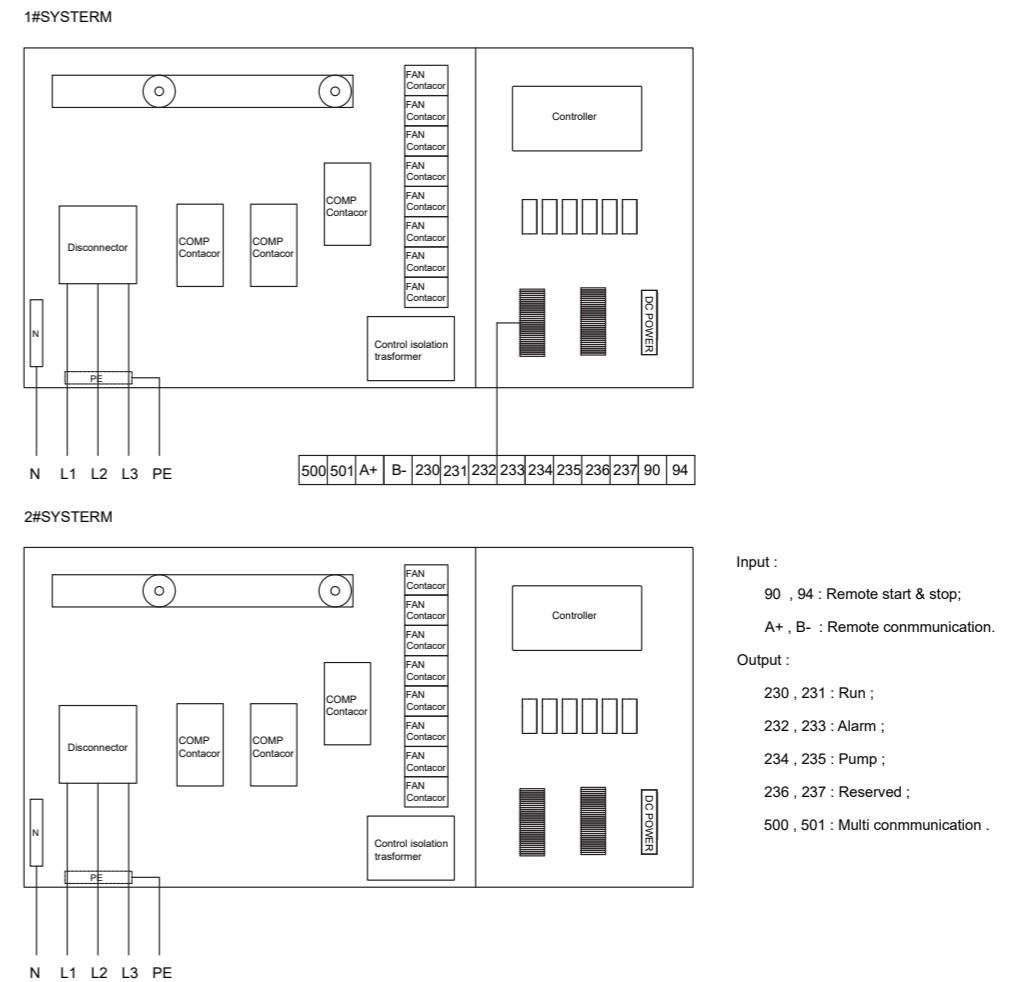 1#SYSTERM
FAN
Contacor
FAN
Contacor
FAN
Contacor
FAN
Contacor
FAN
Contacor
FAN
Contacor
FAN
Contacor
FAN
Contacor
Controller
COMP
Contacor
Disconnector
COMP
Contacor
COMP
Contacor
N
DC POWER
Control isolation
trasformer
PE
N L1 L2 L3 PE
500 501 A+ B- 230 231 232 233 234 235 236 237 90 94
2#SYSTERM
FAN
Contacor
FAN
Contacor
FAN
Contacor
FAN
Contacor
FAN
Contacor
FAN
Contacor
FAN
Contacor
FAN
Contacor
Controller
COMP
Contacor
Disconnector
COMP
Contacor
COMP
Contacor
N
DC POWER
Control isolation
trasformer
PE
N L1 L2 L3 PE
Input :
90 , 94 : Remote start & stop;
A+ , B- : Remote conmmunication.
Output :
230 , 231 : Run ;
232 , 233 : Alarm ;
234 , 235 : Pump ;
236 , 237 : Reserved ;
500 , 501 : Multi conmmunication .